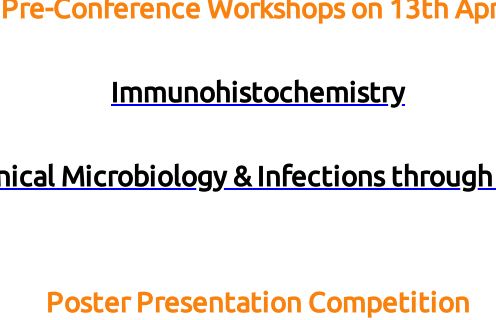 Pre-Conference Workshops on 13th Apr
Immunohistochemistry
nical Microbiology & Infections through
Poster Presentation Competition